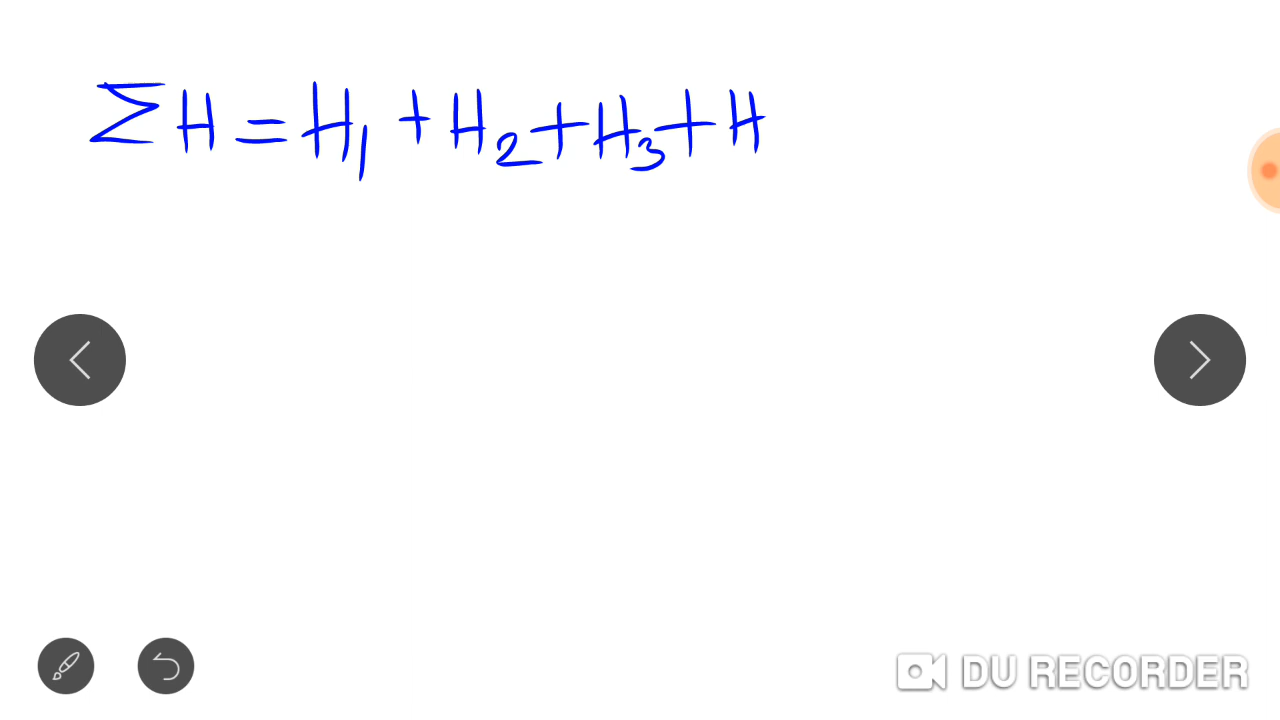 ΣH = H₁ + H₂ + H₃ + H
DU RECORDER